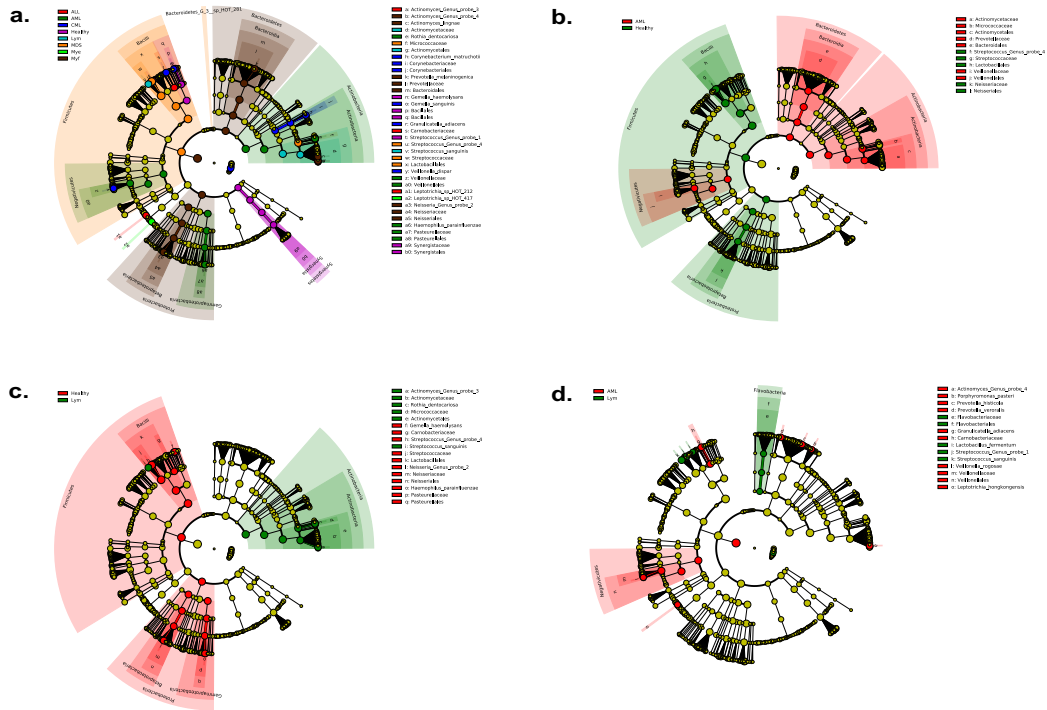 a.
ALL
AML
CML
Healthy
Lym
MDS
Mye
Myf
Bacteroidetes_G_3__sp_HOT_281
Bacteroidetes
Bacteroidia
Bacilli
Firmicutes
Negativicutes
Actinobacteria
Actinobacteria
Betaproteobacteria
Gammaproteobacteria
Proteobacteria
Synergistia
Synergistetes
a: Actinomyces_Genus_probe_3
b: Actinomyces_Genus_probe_4
c: Actinomyces_lingnae
d: Actinomycetaceae
e: Rothia_dentocariosa
f: Micrococcaceae
g: Actinomycetales
h: Corynebacterium_matruchotii
i: Corynebacteriaceae
j: Corynebacteriales
k: Prevotella_melaninogenica
l: Prevotellaceae
m: Bacteroidales
n: Gemella_haemolysans
o: Gemella_sanguinis
p: Bacillales
q: Bacillales
r: Granulicatella_adiacens
s: Carnobacteriaceae
t: Streptococcus_Genus_probe_1
u: Streptococcus_Genus_probe_4
v: Streptococcus_sanguinis
w: Streptococcaceae
x: Lactobacillales
y: Veillonella_dispar
z: Veillonellaceae
a0: Veillonellales
a1: Leptotrichia_sp_HOT_212
a2: Leptotrichia_sp_HOT_417
a3: Neisseria_Genus_probe_2
a4: Neisseriaceae
a5: Neisseriales
a6: Haemophilus_parainfluenzae
a7: Pasteurellaceae
a8: Pasteurellales
a9: Synergistaceae
b0: Synergistales
b.
AML
Healthy
Bacteroidetes
Bacteroidia
Bacilli
Firmicutes
Negativicutes
Actinobacteria
Actinobacteria
Betaproteobacteria
Proteobacteria
a: Actinomycetaceae
b: Micrococcaceae
c: Actinomycetales
d: Prevotellaceae
e: Bacteroidales
f: Streptococcus_Genus_probe_4
g: Streptococcaceae
h: Lactobacillales
i: Veillonellaceae
j: Veillonellales
k: Neisseriaceae
l: Neisseriales
c.
Healthy
Lym
Bacilli
Firmicutes
Actinobacteria
Actinobacteria
Betaproteobacteria
Gammaproteobacteria
Proteobacteria
a: Actinomyces_Genus_probe_3
b: Actinomycetaceae
c: Rothia_dentocariosa
d: Micrococcaceae
e: Actinomycetales
f: Gemella_haemolysans
g: Carnobacteriaceae
h: Streptococcus_Genus_probe_4
i: Streptococcus_sanguinis
j: Streptococcaceae
k: Lactobacillales
l: Neisseria_Genus_probe_2
m: Neisseriaceae
n: Neisseriales
o: Haemophilus_parainfluenzae
p: Pasteurellaceae
q: Pasteurellales
d.
AML
Lym
Flavobacteriia
Negativicutes
a: Actinomyces_Genus_probe_4
b: Porphyromonas_pasteri
c: Prevotella_histicola
d: Prevotella_veroralis
e: Flavobacteriaceae
f: Flavobacteriales
g: Granulicatella_adiacens
h: Carnobacteriaceae
i: Lactobacillus_fermentum
j: Streptococcus_Genus_probe_1
k: Streptococcus_sanguinis
l: Veillonella_rogosae
m: Veillonellaceae
n: Veillonellales
o: Leptotrichia_hongkongensis